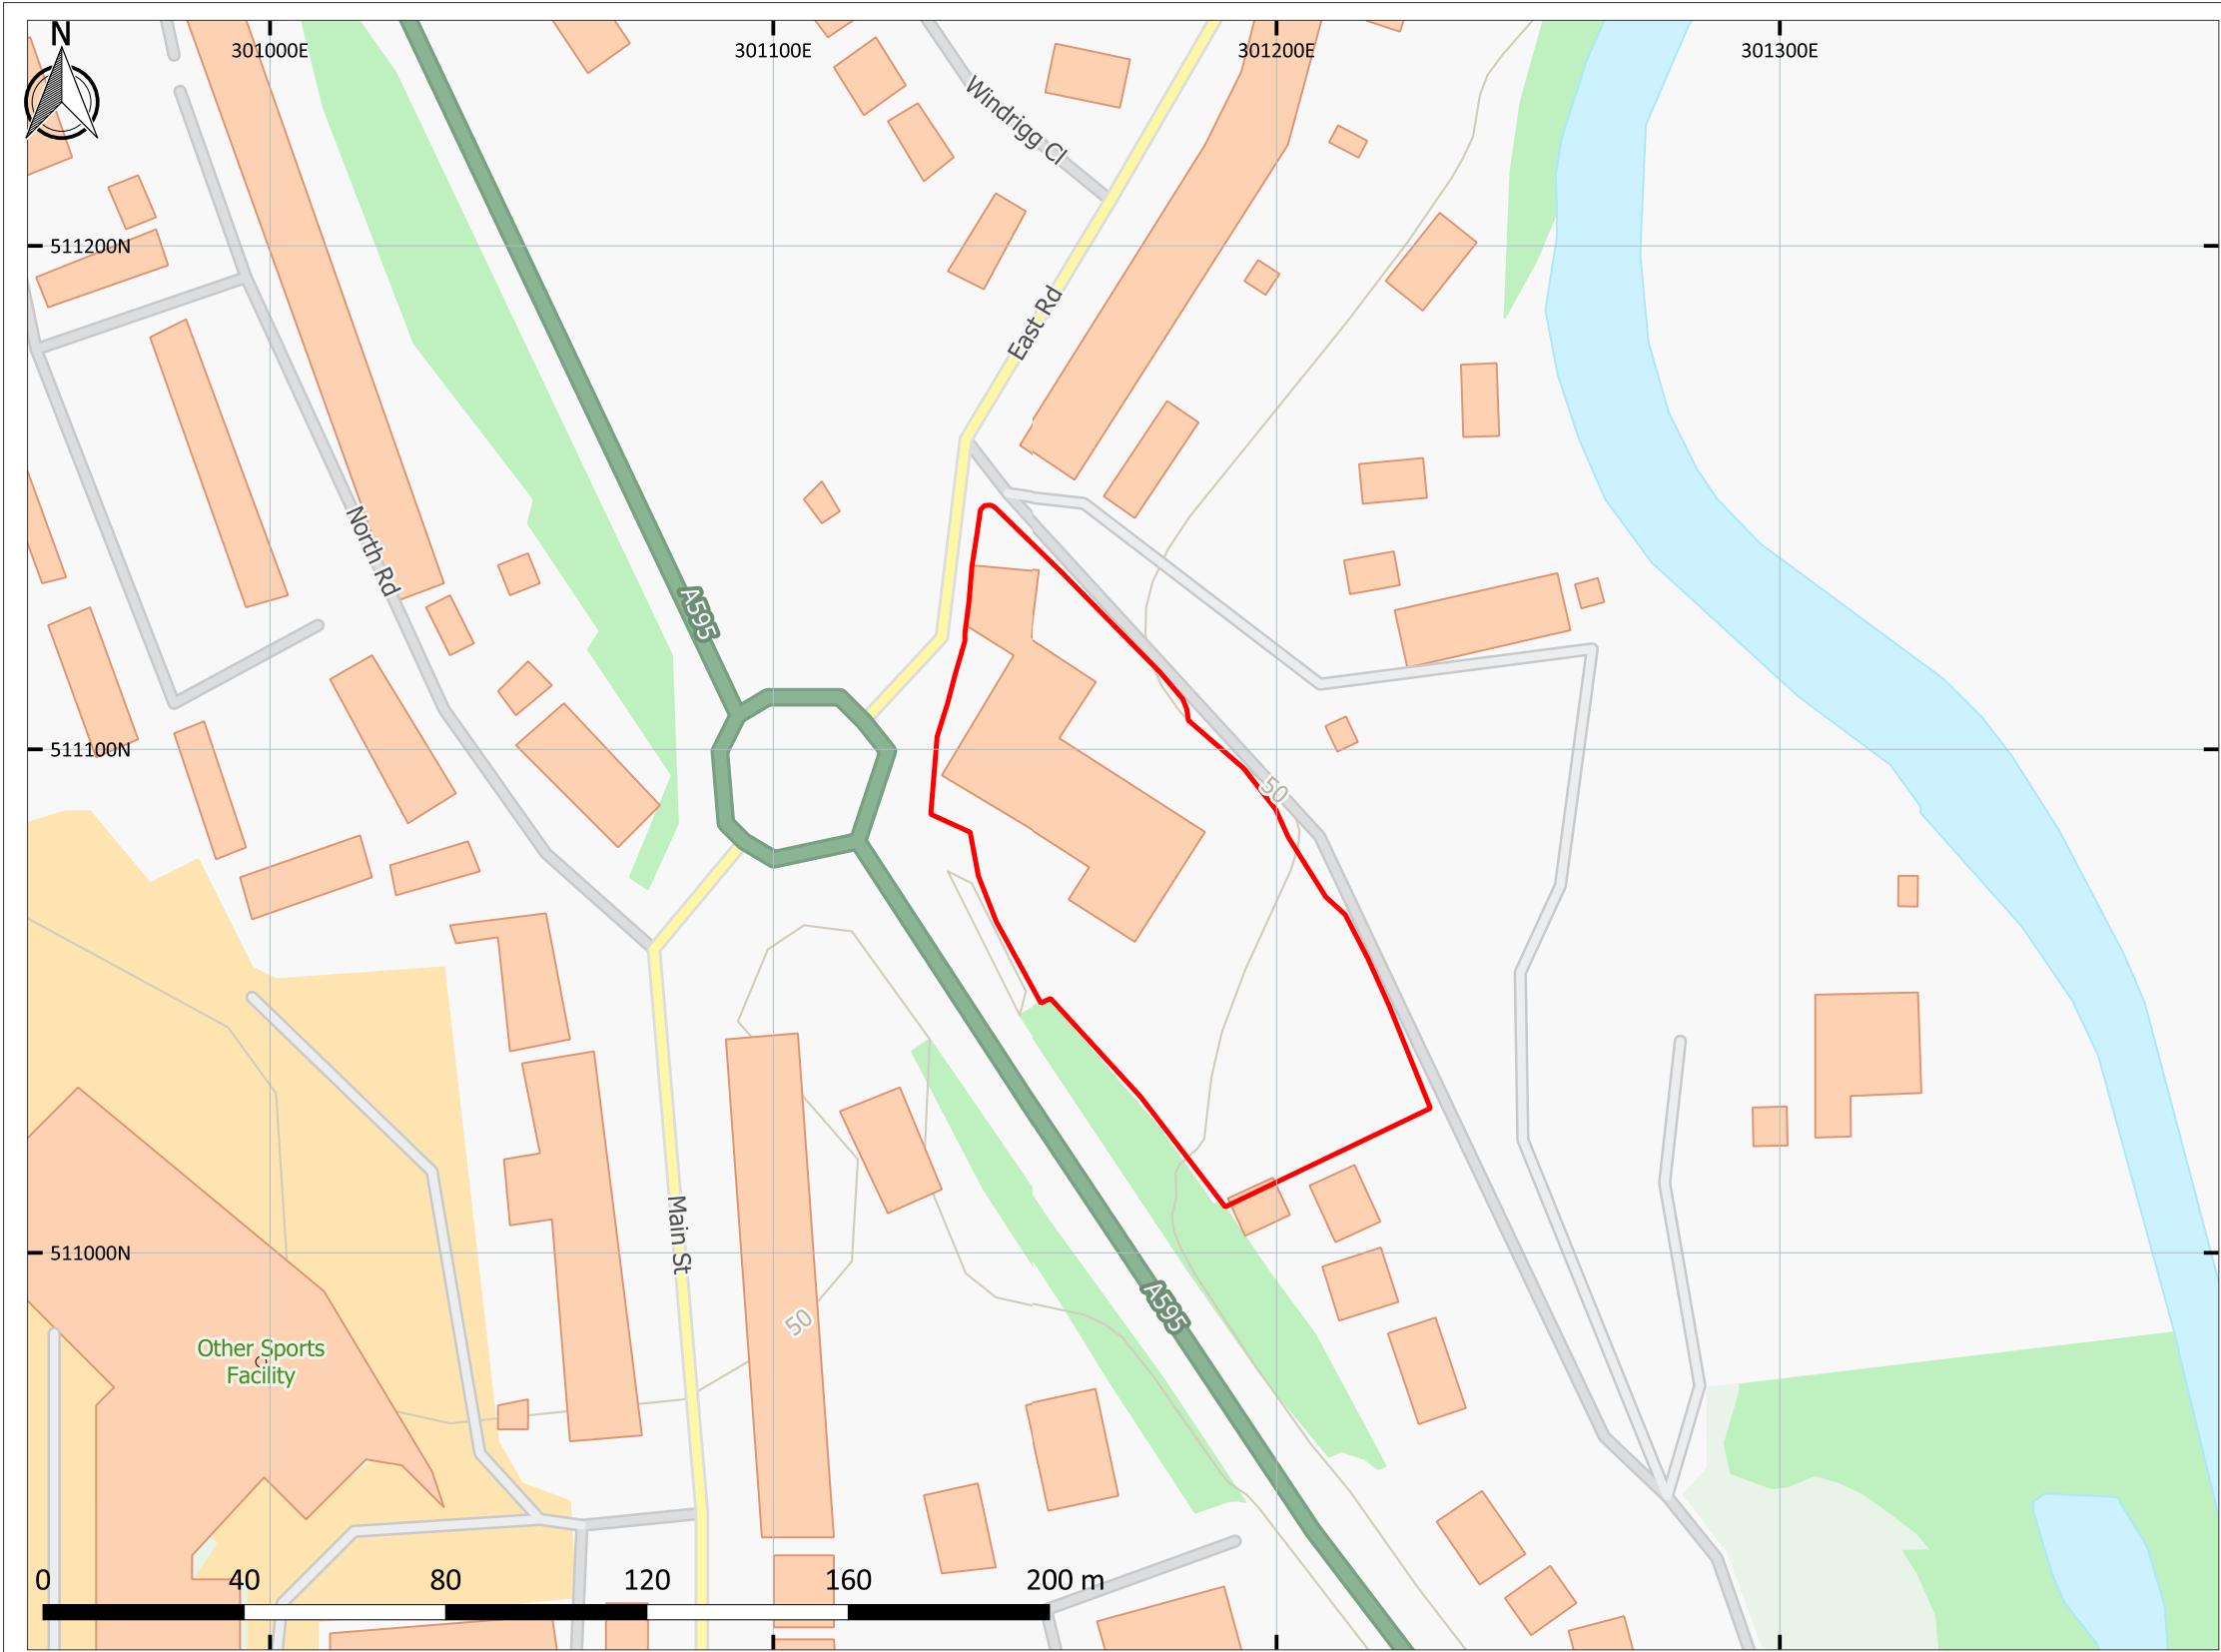 N
301000E
301100E
301200E
301300E
Windrigg Cl
511200N
East Rd
North Rd
A595
511100N
50
Main St
511000N
A595
50
Other Sports
Facility
0
40
80
120
160
200 m